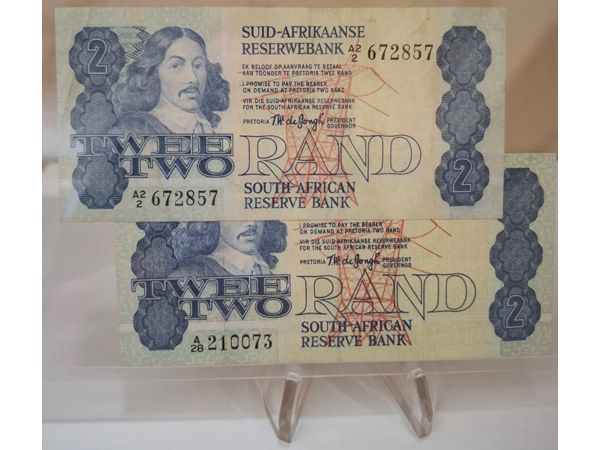 2
SUID-AFRIKAANSE
RESERWEBANK A2/2 672857
EK BELOOF OP AANVRAAG TE BETAAL
AAN TOONDER TE PRETORIA TWEE RAND
I PROMISE TO PAY THE BEARER
ON DEMAND AT PRETORIA TWO RAND
VIR DIE SUID-AFRIKAANSE RESERWEBANK
FOR THE SOUTH AFRICAN RESERVE BANK
PRETORIA T.W. de Jongh PRESIDENT
GOVERNOR
TWEE
TWO RAND
2
A2/2 672857
SOUTH AFRICAN
RESERVE BANK
I PROMISE TO PAY THE BEARER
ON DEMAND AT PRETORIA TWO RAND
VIR DIE SUID-AFRIKAANSE RESERWEBANK
FOR THE SOUTH AFRICAN RESERVE BANK
PRETORIA T.W. de Jongh PRESIDENT
GOVERNOR
TWEE
TWO RAND
2
A/28 210073
SOUTH AFRICAN
RESERVE BANK